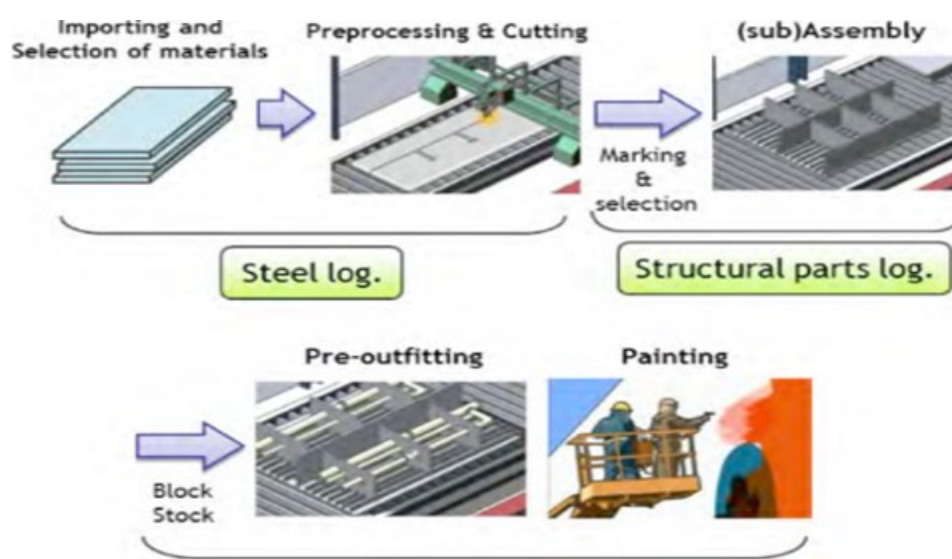 Importing and
Selection of materials
Preprocessing & Cutting
(sub)Assembly
Marking
&
selection
Steel log.
Structural parts log.
Pre-outfitting
Painting
Block
Stock